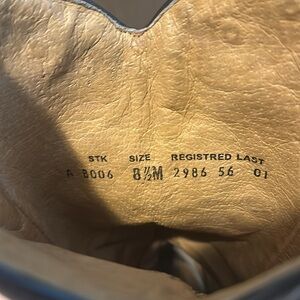 STK SIZE REGISTRED LAST
A 8006 8½M 2986 56 01